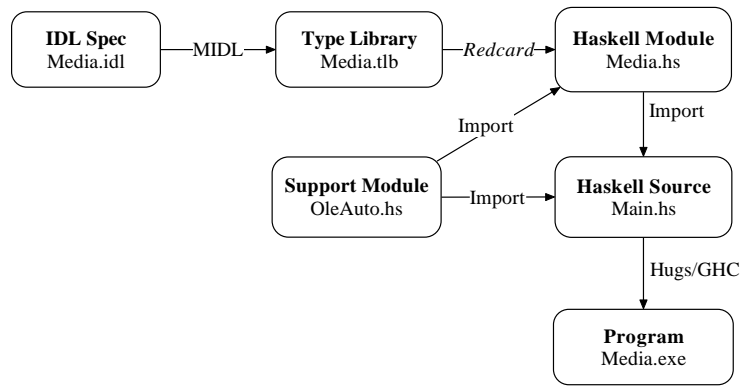 IDL Spec
Media.idl
MIDL
Type Library
Media.tlb
Redcard
Haskell Module
Media.hs
Import
Import
Support Module
OleAuto.hs
Import
Haskell Source
Main.hs
Hugs/GHC
Program
Media.exe